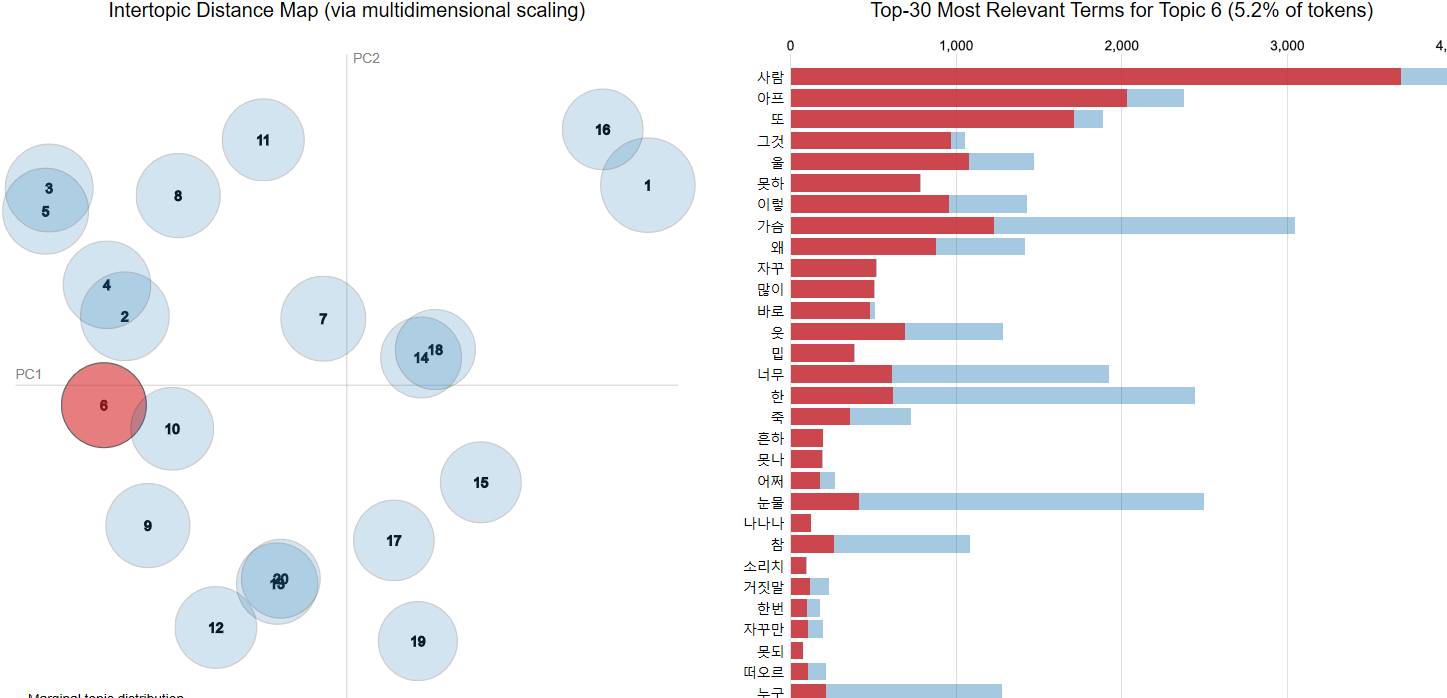 Intertopic Distance Map (via multidimensional scaling)
PC2
PC1
11
16
1
3
5
8
4
2
7
18
14
6
10
15
9
17
20
12
19
Top-30 Most Relevant Terms for Topic 6 (5.2% of tokens)
0 1,000 2,000 3,000 4,
사람
아프
또
그것
울
못하
이렇
가슴
왜
자꾸
많이
바로
웃
밉
너무
한
죽
흔하
못나
어쩌
눈물
나나나
참
소리치
거짓말
한번
자꾸만
못되
떠오르
누구